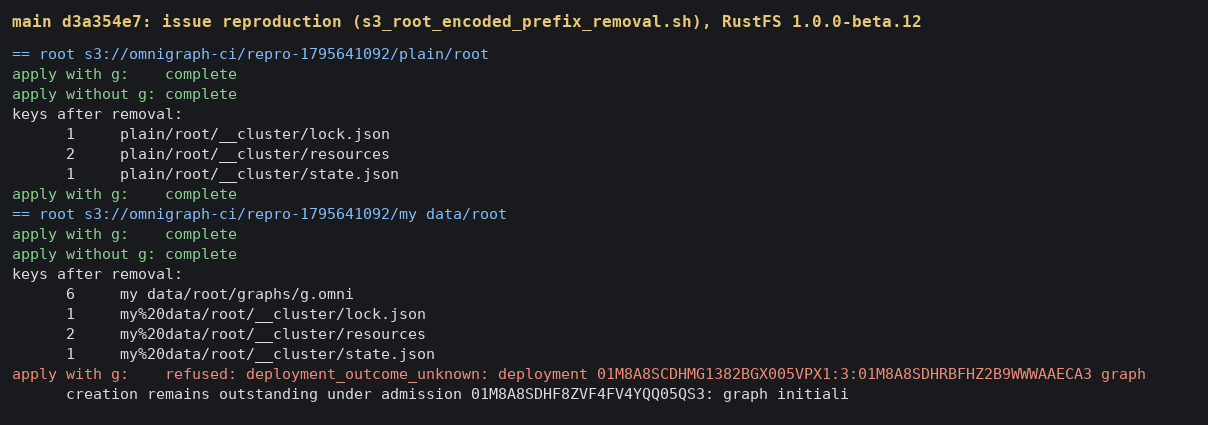 main d3a354e7: issue reproduction (s3_root_encoded_prefix_removal.sh), RustFS 1.0.0-beta.12
== root s3://omnigraph-ci/repro-1795641092/plain/root
apply with g:    complete
apply without g: complete
keys after removal:
      1     plain/root/__cluster/lock.json
      2     plain/root/__cluster/resources
      1     plain/root/__cluster/state.json
apply with g:    complete
== root s3://omnigraph-ci/repro-1795641092/my data/root
apply with g:    complete
apply without g: complete
keys after removal:
      6     my data/root/graphs/g.omni
      1     my%20data/root/__cluster/lock.json
      2     my%20data/root/__cluster/resources
      1     my%20data/root/__cluster/state.json
apply with g:    refused: deployment_outcome_unknown: deployment 01M8A8SCDHMG1382BGX005VPX1:3:01M8A8SDHRBFHZ2B9WWWAAECA3 graph
      creation remains outstanding under admission 01M8A8SDHF8ZVF4FV4YQQ05QS3: graph initiali